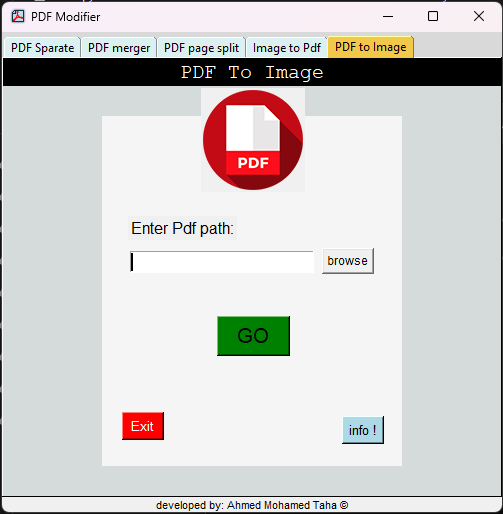 PDF Modifier
PDF Sparate PDF merger PDF page split Image to Pdf PDF to Image
PDF To Image
PDF
Enter Pdf path:
browse
GO
Exit
info !
developed by: Ahmed Mohamed Taha ©